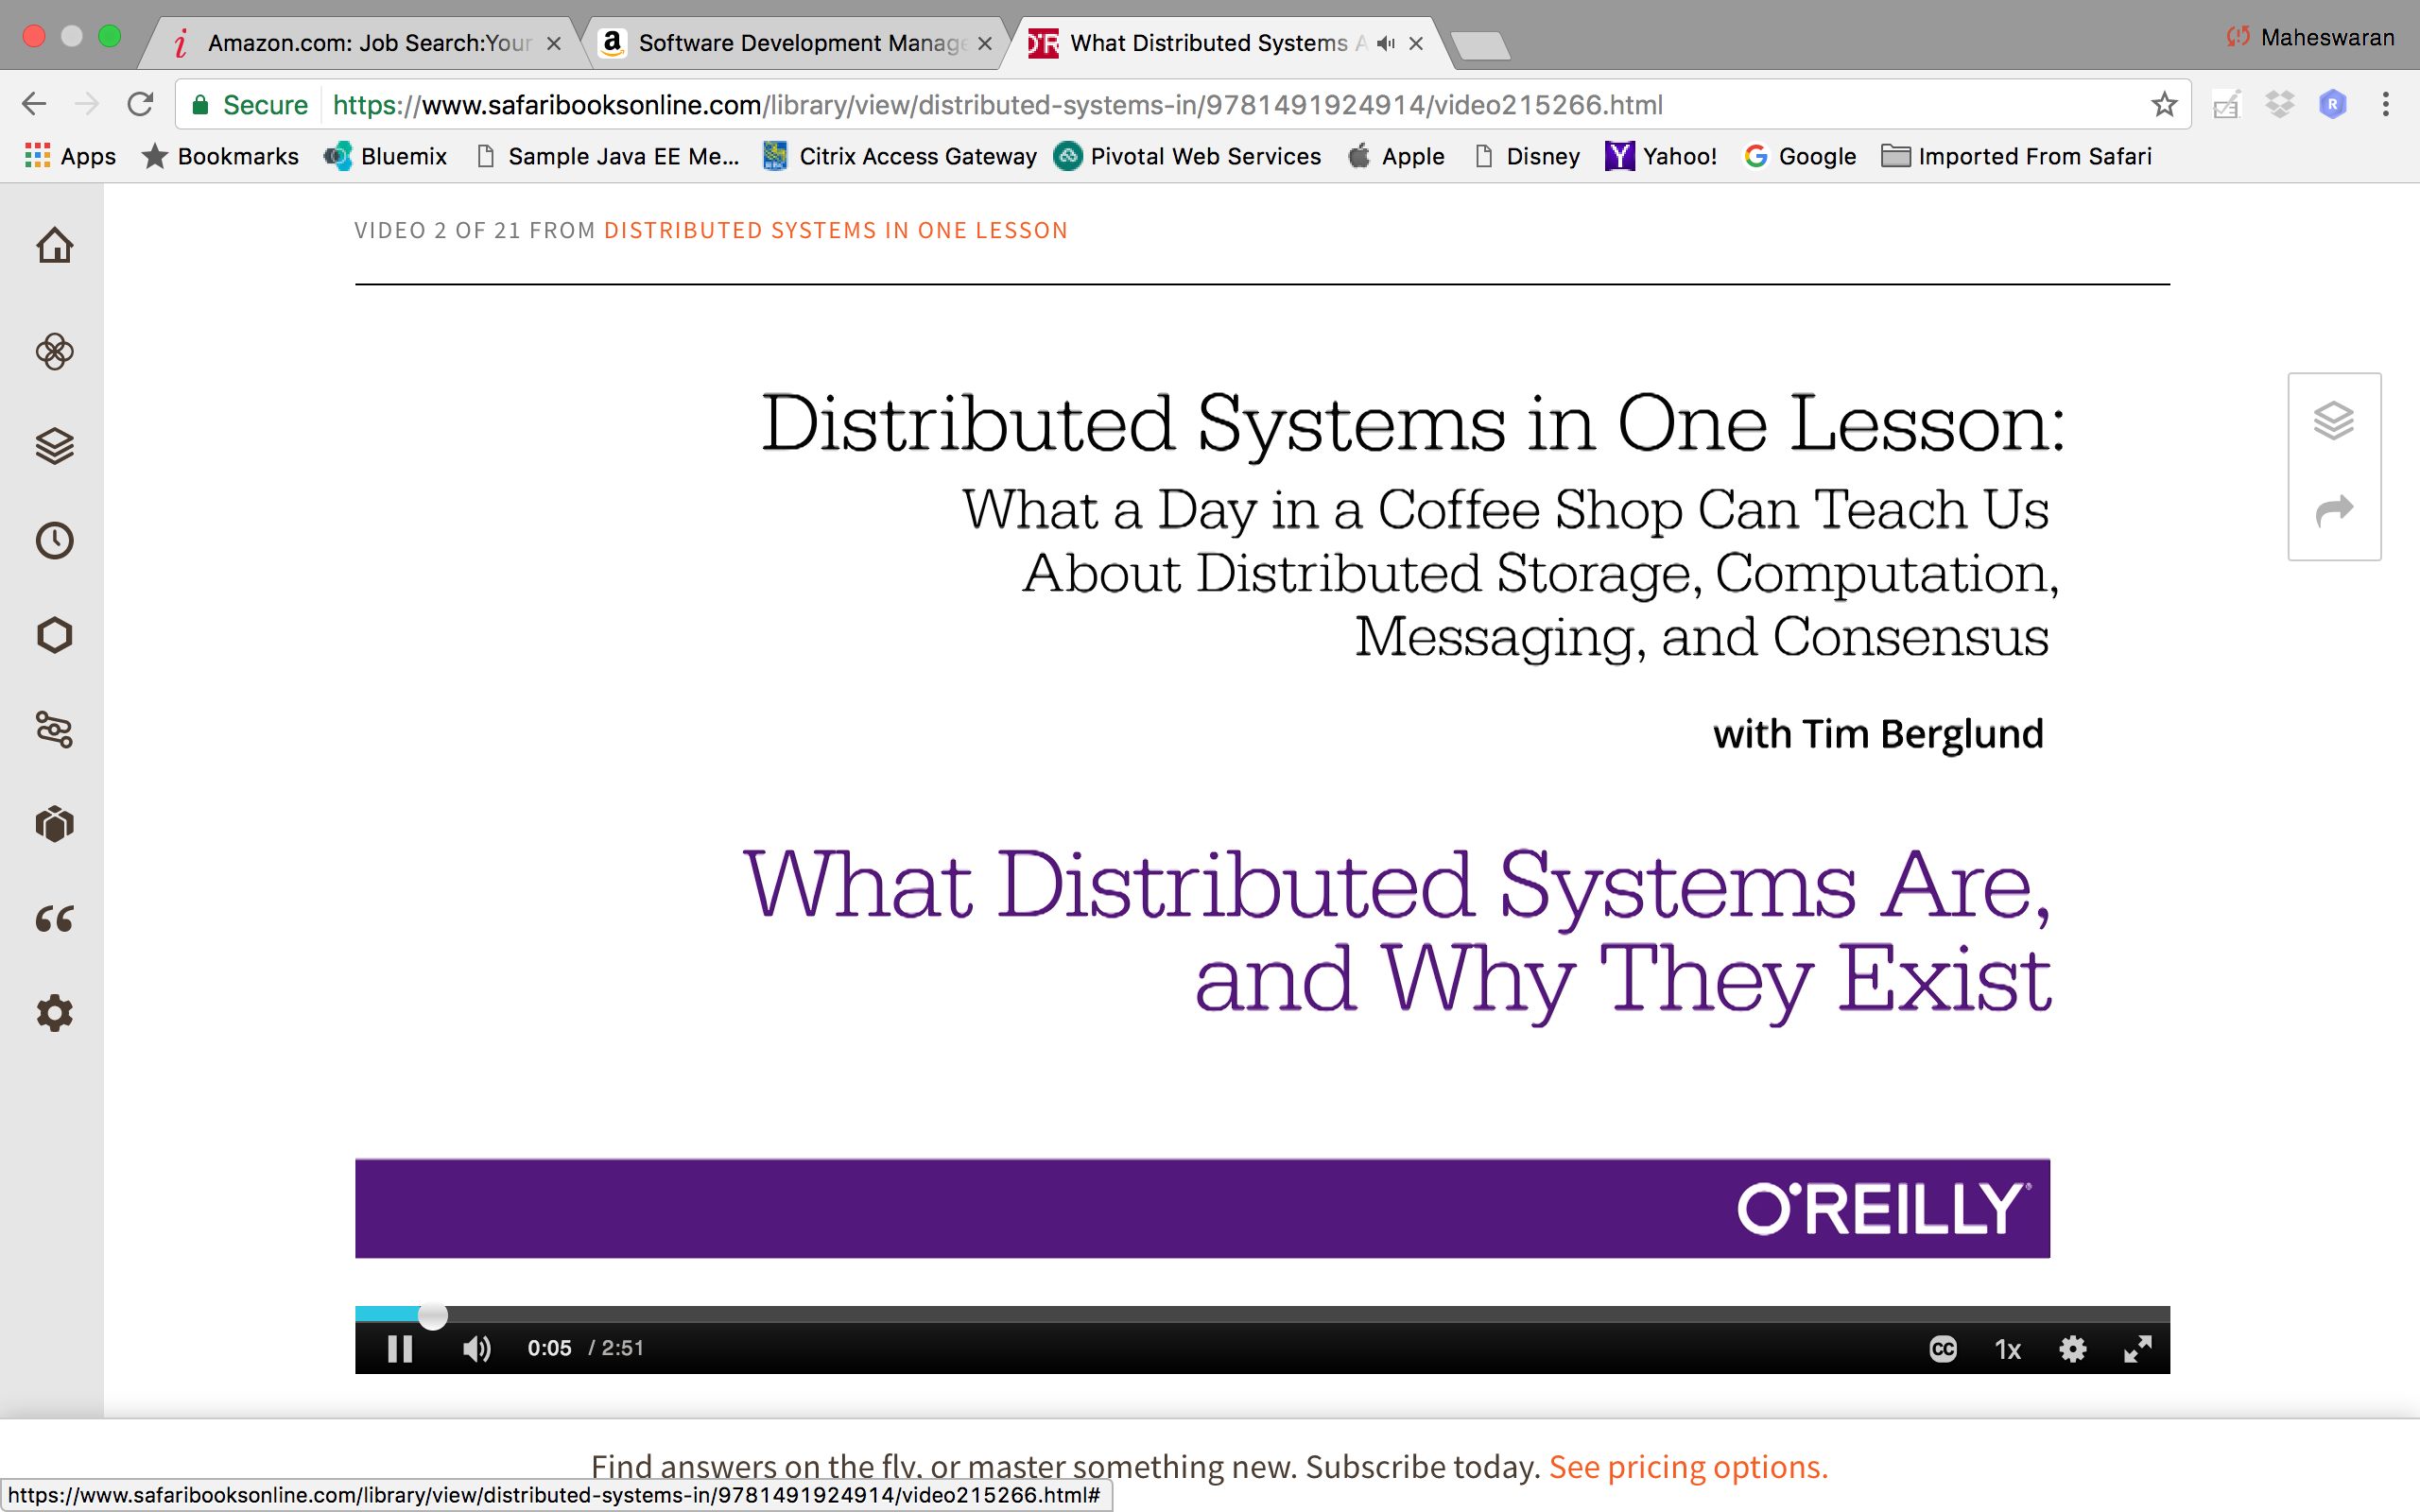 Amazon.com: Job Search:Your
Software Development Manage
What Distributed Systems A
Maheswaran
Secure https://www.safaribooksonline.com/library/view/distributed-systems-in/9781491924914/video215266.html
Apps Bookmarks Bluemix Sample Java EE Me... Citrix Access Gateway Pivotal Web Services Apple Disney Yahoo! Google Imported From Safari
VIDEO 2 OF 21 FROM DISTRIBUTED SYSTEMS IN ONE LESSON
Distributed Systems in One Lesson:
What a Day in a Coffee Shop Can Teach Us
About Distributed Storage, Computation,
Messaging, and Consensus
with Tim Berglund
What Distributed Systems Are,
and Why They Exist
O'REILLY®
0:05 / 2:51 CC 1x
Find answers on the fly, or master something new. Subscribe today. See pricing options.
https://www.safaribooksonline.com/library/view/distributed-systems-in/9781491924914/video215266.html#